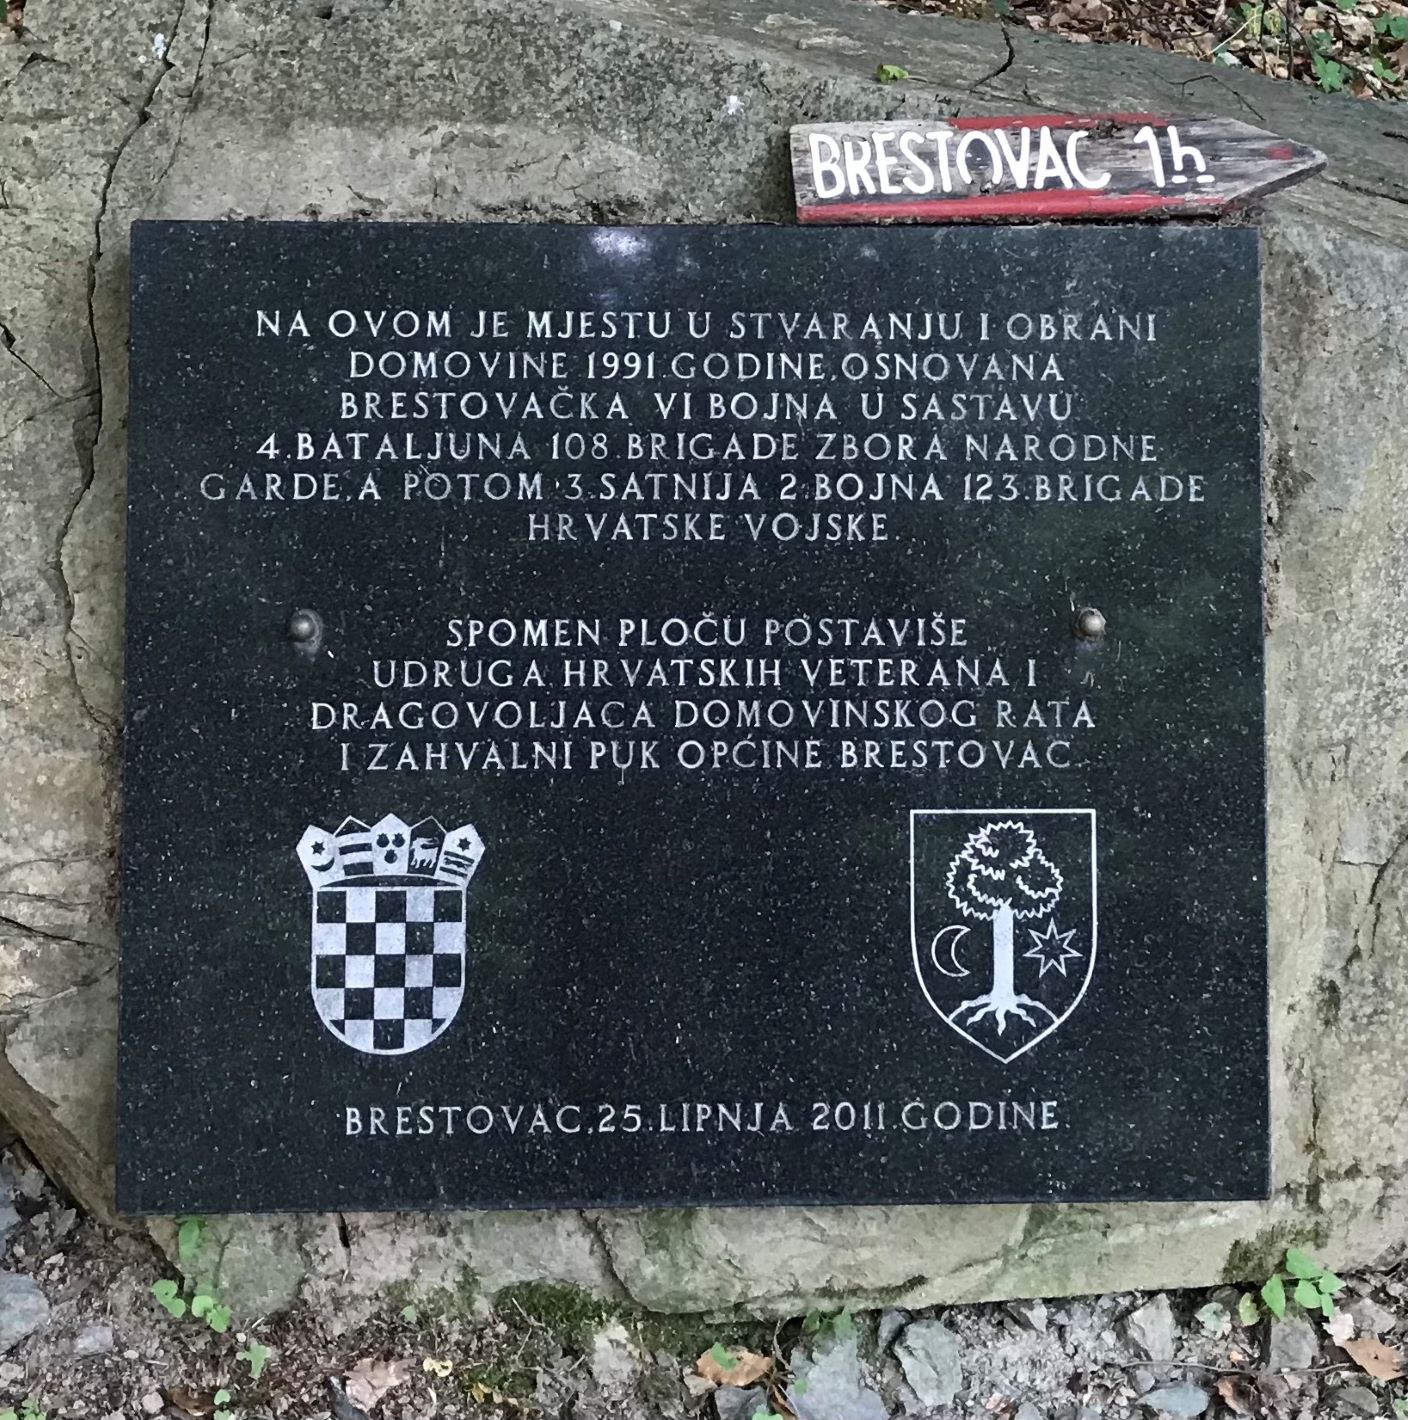 BRESTOVAC 1h
NA OVOM JE MJESTU U STVARANJU I OBRANI
DOMOVINE 1991.GODINE,OSNOVANA
BRESTOVAČKA VI BOJNA U SASTAVU
4.BATALJUNA 108.BRIGADE ZBORA NARODNE
GARDE,A POTOM 3.SATNIJA 2.BOJNA 123.BRIGADE
HRVATSKE VOJSKE.
SPOMEN PLOČU POSTAVIŠE
UDRUGA HRVATSKIH VETERANA I
DRAGOVOLJACA DOMOVINSKOG RATA
I ZAHVALNI PUK OPĆINE BRESTOVAC.
BRESTOVAC,25.LIPNJA 2011.GODINE.